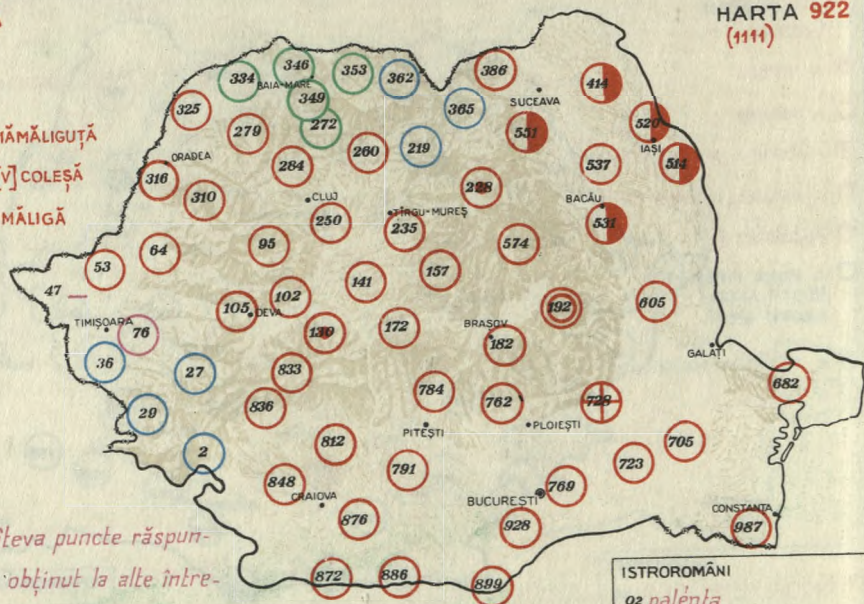 HARTA 922
(1111)
MĂMĂLIGUȚĂ
[V] COLEȘĂ
MĂLIGĂ
346
353
334
362
386
BAIA-MARE
414
349
365
SUCEAVA
325
272
551
520
279
219
IAȘI
260
ORADEA
284
537
514
316
228
310
CLUJ
BACĂU
TÎRGU-MUREȘ
250
235
531
95
574
64
53
157
141
47
102
105
DEVA
192
605
TIMIȘOARA
76
139
172
BRAȘOV
182
GALAȚI
36
27
833
682
784
762
728
836
29
PITEȘTI
PLOIEȘTI
812
705
2
723
791
848
769
CRAIOVA
BUCUREȘTI
876
928
CONSTANȚA
987
872
886
899
cîteva puncte răspun-
obținut la alte între-
ISTROROMÂNI
02 palénta